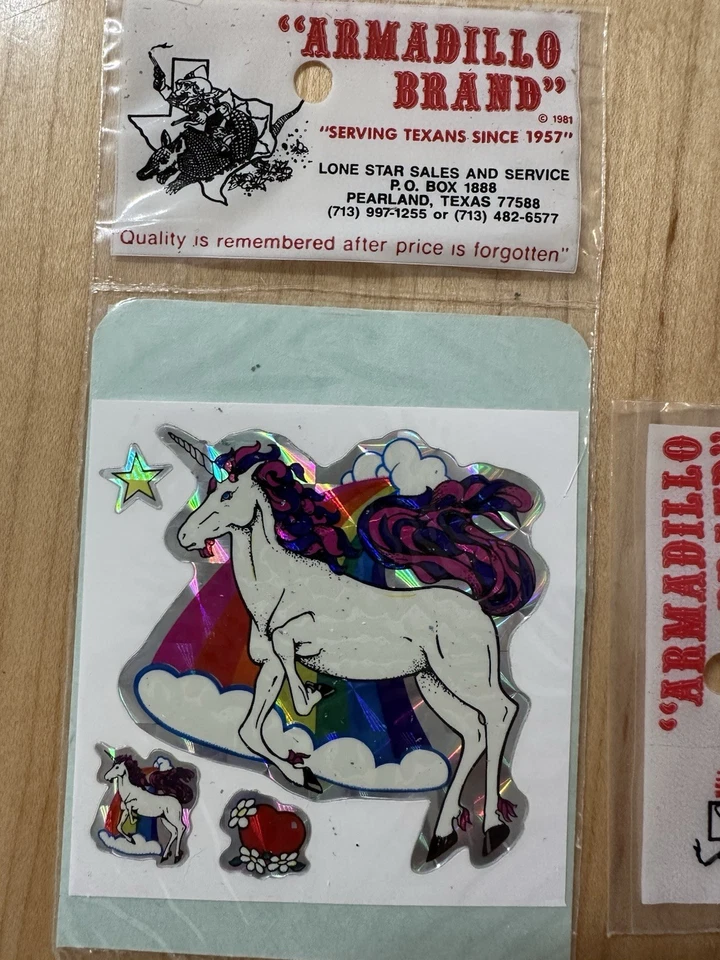 "ARMADILLO
BRAND"
© 1981
"SERVING TEXANS SINCE 1957"
LONE STAR SALES AND SERVICE
P.O. BOX 1888
PEARLAND, TEXAS 77588
(713) 997-1255 or (713) 482-6577
"Quality is remembered after price is forgotten"
"ARMADILLO